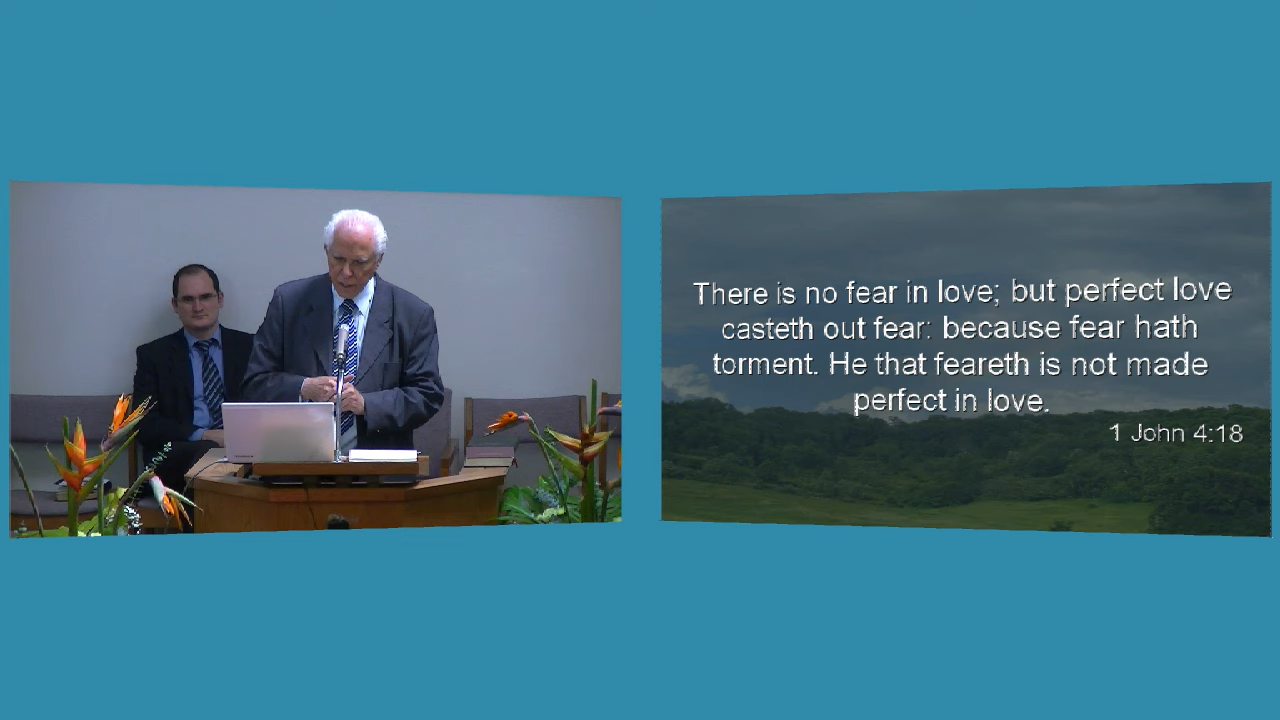 There is no fear in love; but perfect love
casteth out fear: because fear hath
torment. He that feareth is not made
perfect in love.
1 John 4:18